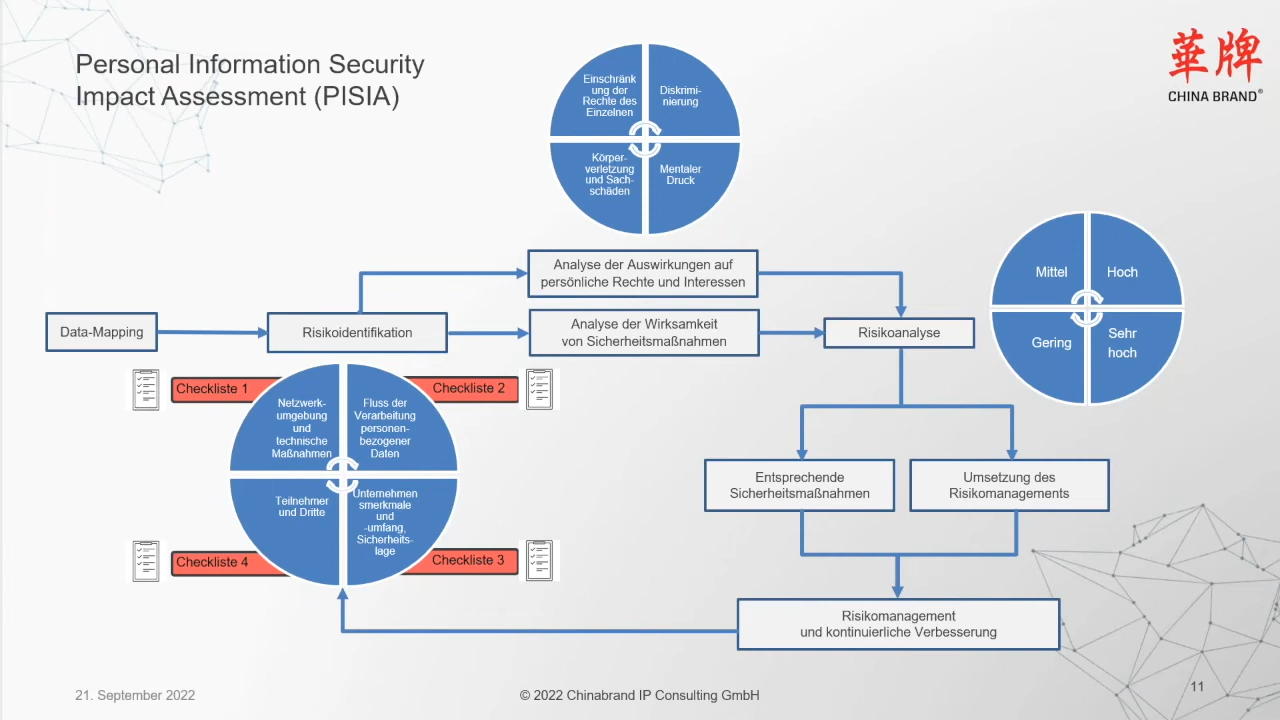 Personal Information Security
Impact Assessment (PISIA)
華牌
CHINA BRAND®
Einschränk
ung der
Rechte des
Einzelnen
Diskrimi-
nierung
Körper-
verletzung
und Sach-
schäden
Mentaler
Druck
Analyse der Auswirkungen auf
persönliche Rechte und Interessen
Data-Mapping
Risikoidentifikation
Analyse der Wirksamkeit
von Sicherheitsmaßnahmen
Risikoanalyse
Mittel
Hoch
Gering
Sehr
hoch
Checkliste 1
Checkliste 2
Netzwerk-
umgebung
und
technische
Maßnahmen
Fluss der
Verarbeitung
personen-
bezogener
Daten
Teilnehmer
und Dritte
Unternehmen
smerkmale
und
-umfang,
Sicherheits-
lage
Checkliste 4
Checkliste 3
Entsprechende
Sicherheitsmaßnahmen
Umsetzung des
Risikomanagements
Risikomanagement
und kontinuierliche Verbesserung
21. September 2022
© 2022 Chinabrand IP Consulting GmbH
11